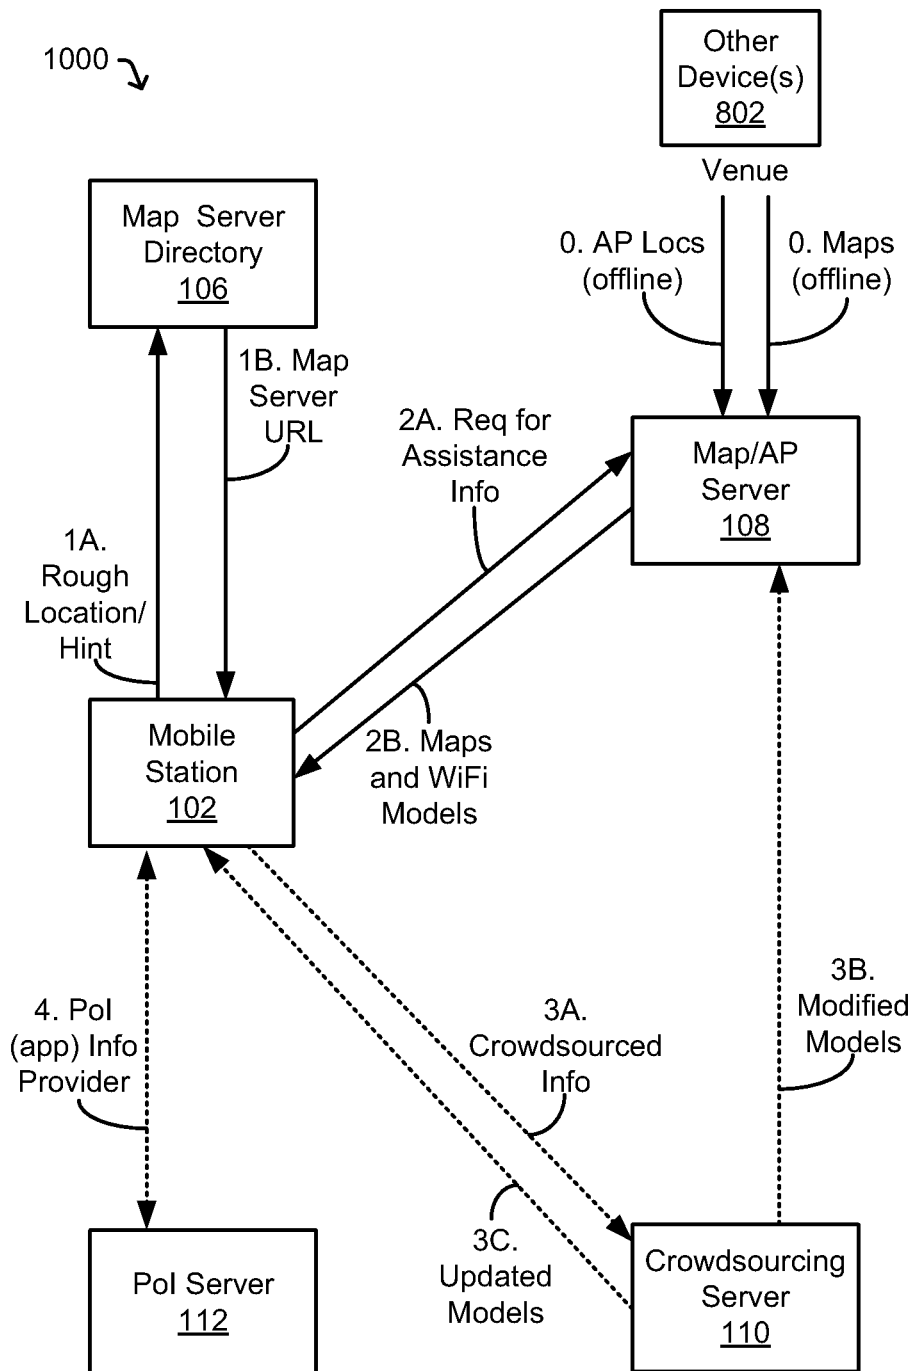 1000
Other
Device(s)
802
Venue
Map Server
Directory
106
0. AP Locs
(offline)
0. Maps
(offline)
1B. Map
Server
URL
2A. Req for
Assistance
Info
Map/AP
Server
108
1A.
Rough
Location/
Hint
Mobile
Station
102
2B. Maps
and WiFi
Models
4. PoI
(app) Info
Provider
3A.
Crowdsourced
Info
3B.
Modified
Models
3C.
Updated
Models
PoI Server
112
Crowdsourcing
Server
110